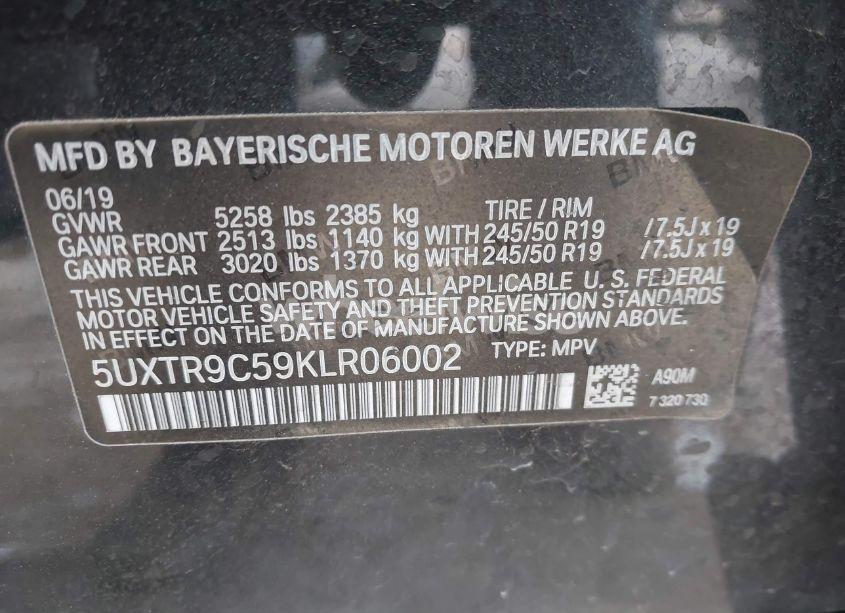 MFD BY BAYERISCHE MOTOREN WERKE AG
06/19 TIRE / RIM
GVWR 5258 lbs 2385 kg
GAWR FRONT 2513 lbs 1140 kg WITH 245/50 R19 /7.5J x 19
GAWR REAR 3020 lbs 1370 kg WITH 245/50 R19 /7.5J x 19
THIS VEHICLE CONFORMS TO ALL APPLICABLE U. S. FEDERAL
MOTOR VEHICLE SAFETY AND THEFT PREVENTION STANDARDS
IN EFFECT ON THE DATE OF MANUFACTURE SHOWN ABOVE.
5UXTR9C59KLR06002 TYPE: MPV
A90M
7 320 730